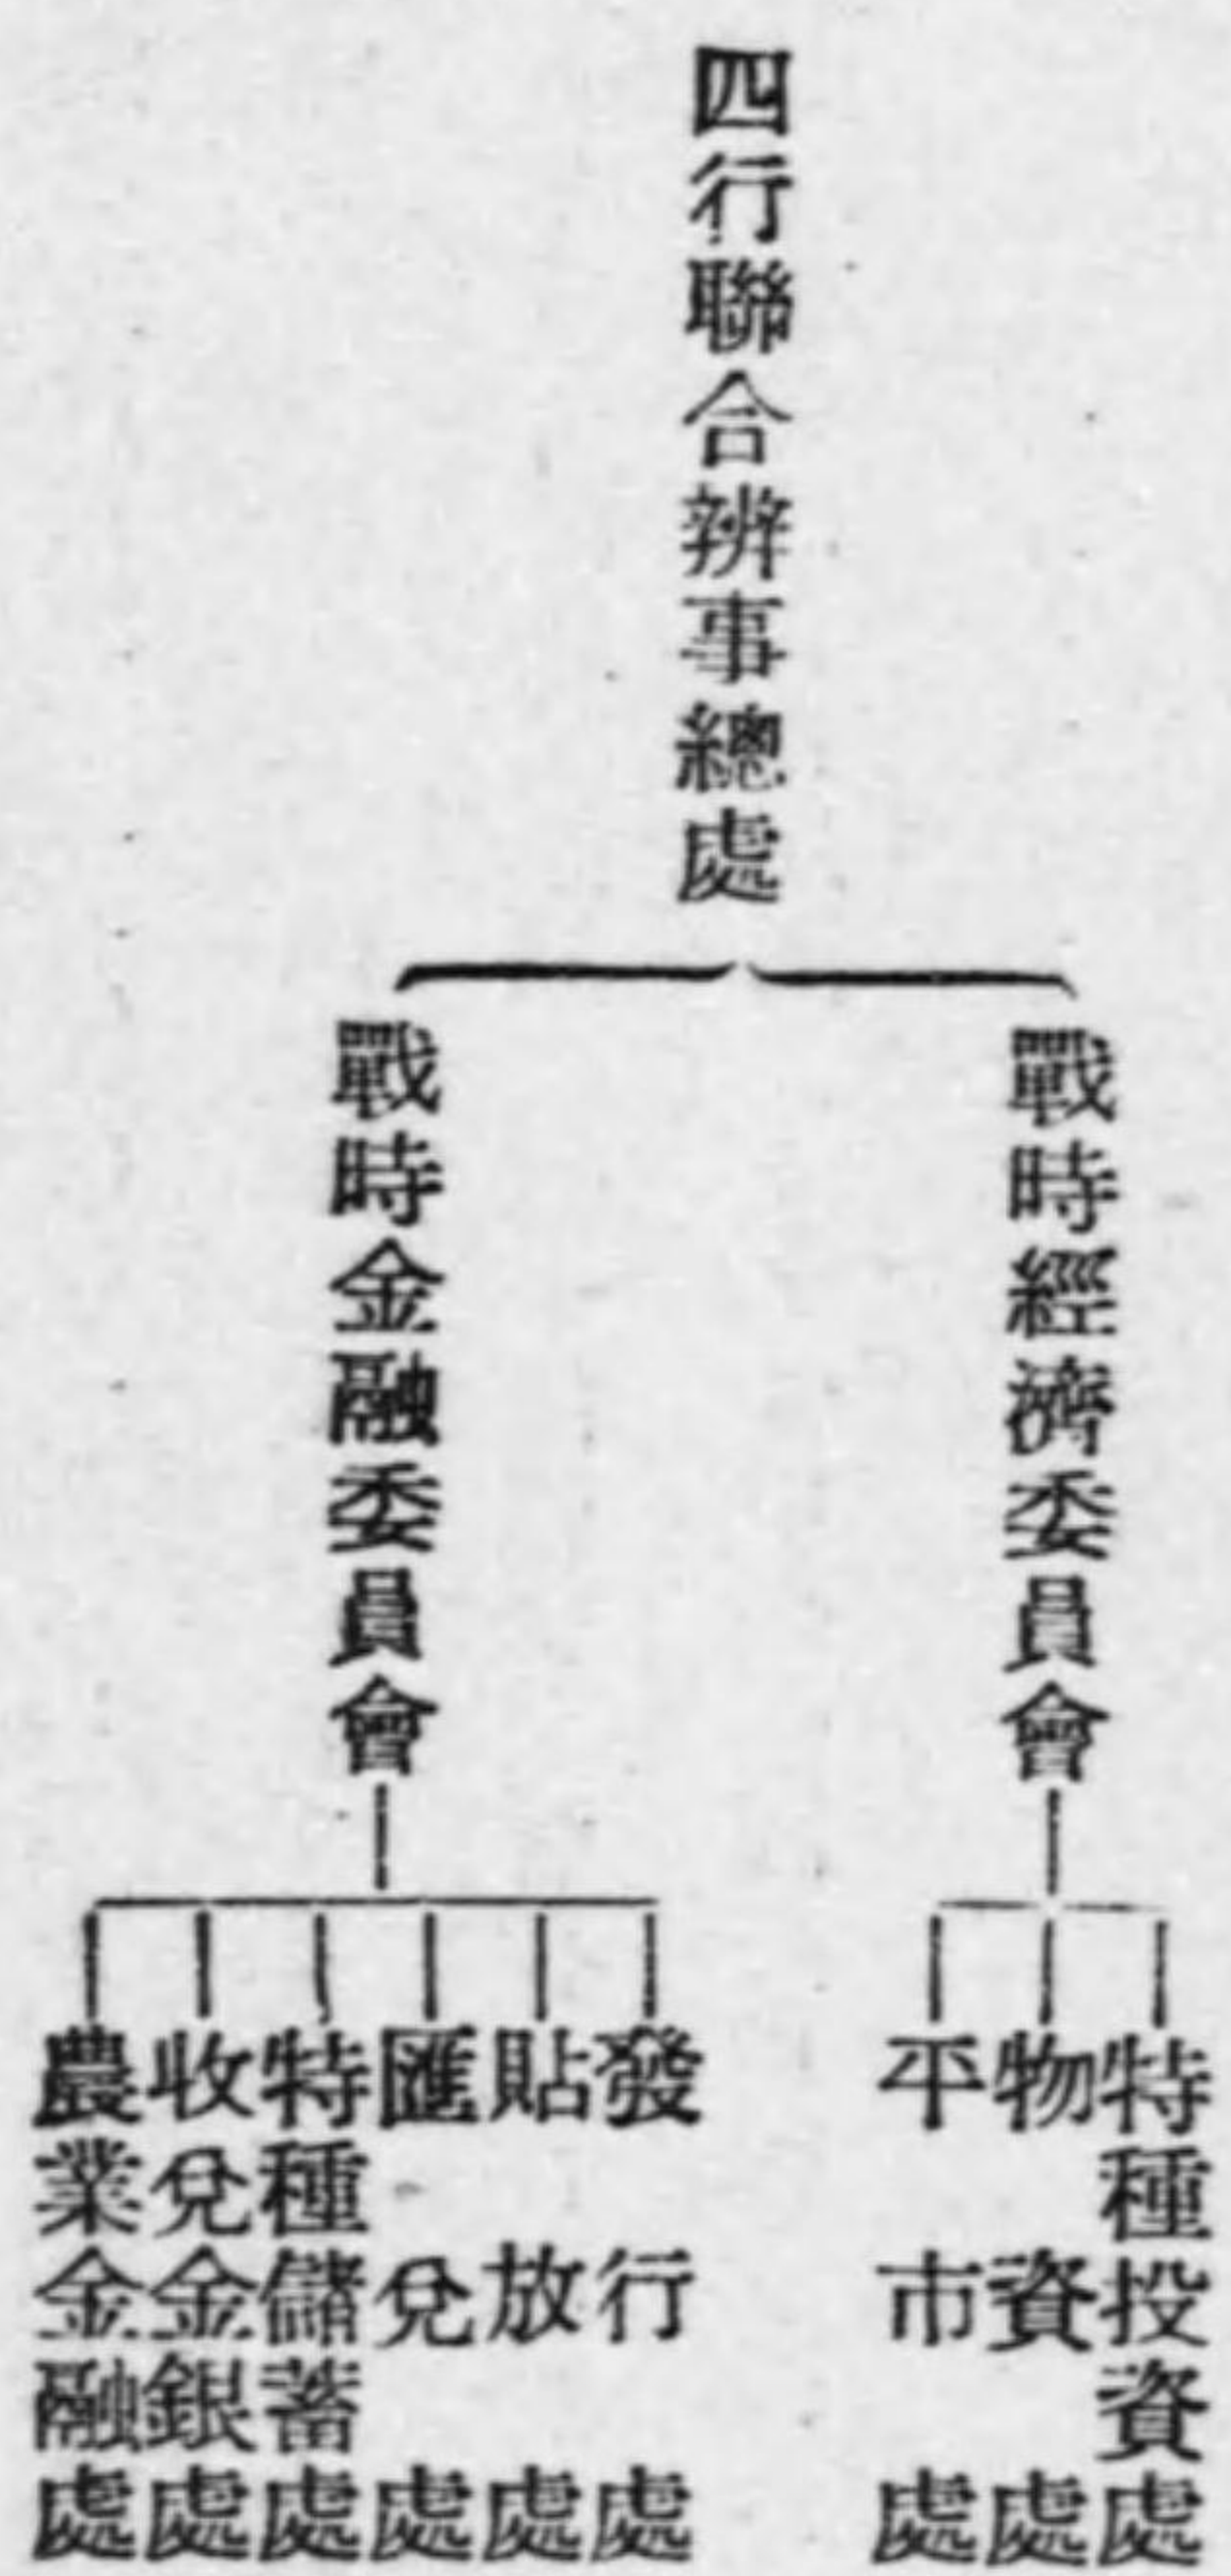 四行聯合辦事總處
戰時經濟委員會
特種投資處
物資處
平市處
戰時金融委員會
發行處
貼放處
匯兌處
特種儲蓄處
收兌金銀處
農業金融處